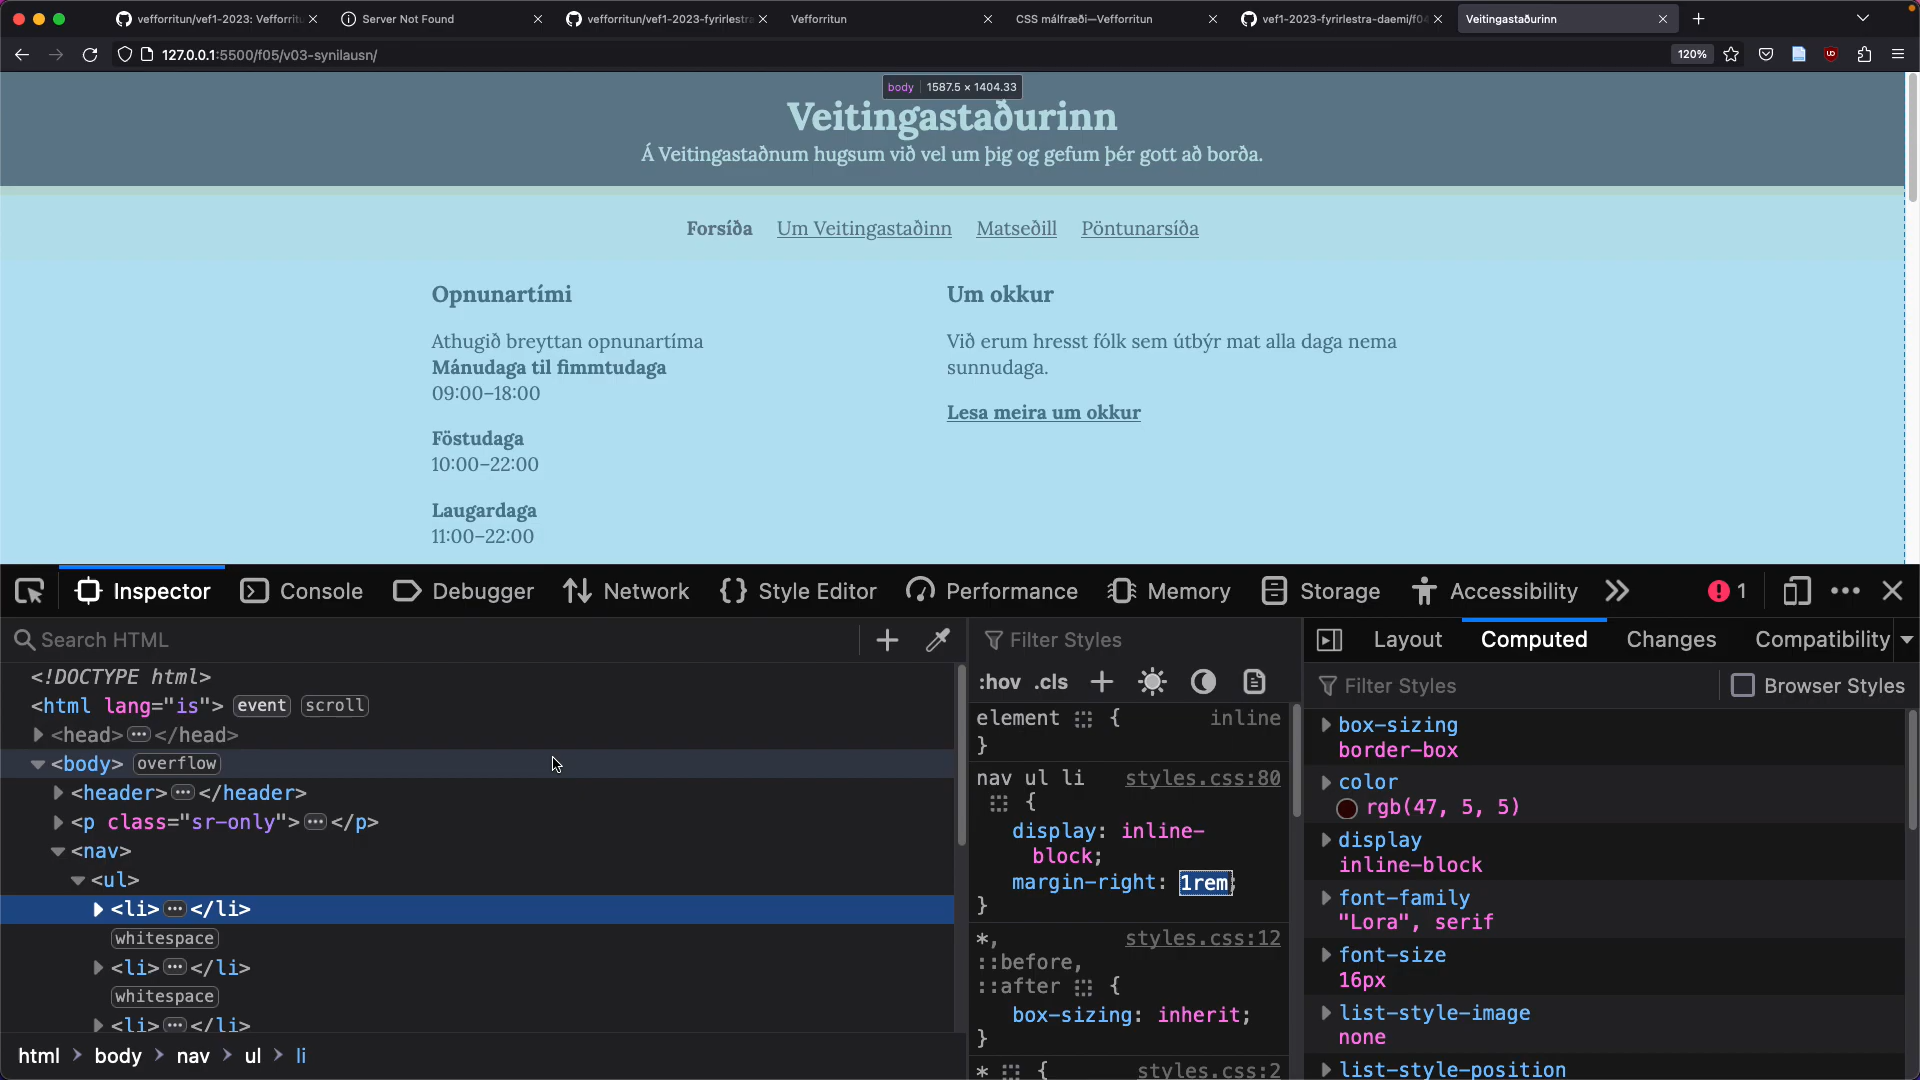 vefforritun/vef1-2023: Vefforritu
Server Not Found
vefforritun/vef1-2023-fyrirlestra
Vefforritun
CSS málfræði—Vefforritun
vef1-2023-fyrirlestra-daemi/f04
Veitingastaðurinn
127.0.0.1:5500/f05/v03-synilausn/
120%
body 1587.5 × 1404.33
Veitingastaðurinn
Á Veitingastaðnum hugsum við vel um þig og gefum þér gott að borða.
Forsíða Um Veitingastaðinn Matseðill Pöntunarsíða
Opnunartími
Athugið breyttan opnunartíma
Mánudaga til fimmtudaga
09:00–18:00
Föstudaga
10:00–22:00
Laugardaga
11:00–22:00
Um okkur
Við erum hresst fólk sem útbýr mat alla daga nema
sunnudaga.
Lesa meira um okkur
Inspector Console Debugger Network Style Editor Performance Memory Storage Accessibility 1
Search HTML
<!DOCTYPE html>
<html lang="is"> event scroll
<head> ··· </head>
<body> overflow
<header> ··· </header>
<p class="sr-only"> ··· </p>
<nav>
<ul>
<li> ··· </li>
whitespace
<li> ··· </li>
whitespace
<li> ··· </li>
html > body > nav > ul > li
Filter Styles
:hov .cls
element { inline
}
nav ul li styles.css:80
{
display: inline-
block;
margin-right: 1rem;
}
*, styles.css:12
::before,
::after {
box-sizing: inherit;
}
* { styles.css:2
Layout Computed Changes Compatibility
Filter Styles Browser Styles
box-sizing
border-box
color
rgb(47, 5, 5)
display
inline-block
font-family
"Lora", serif
font-size
16px
list-style-image
none
list-style-position